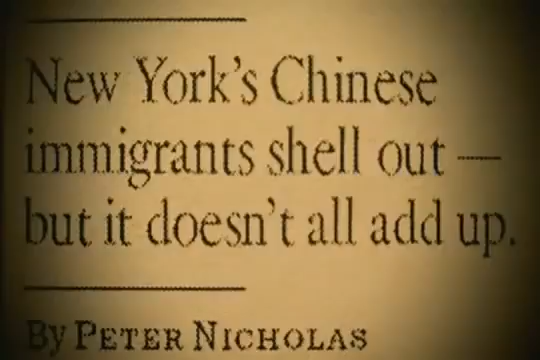 New York's Chinese
immigrants shell out —
but it doesn't all add up.
By PETER NICHOLAS